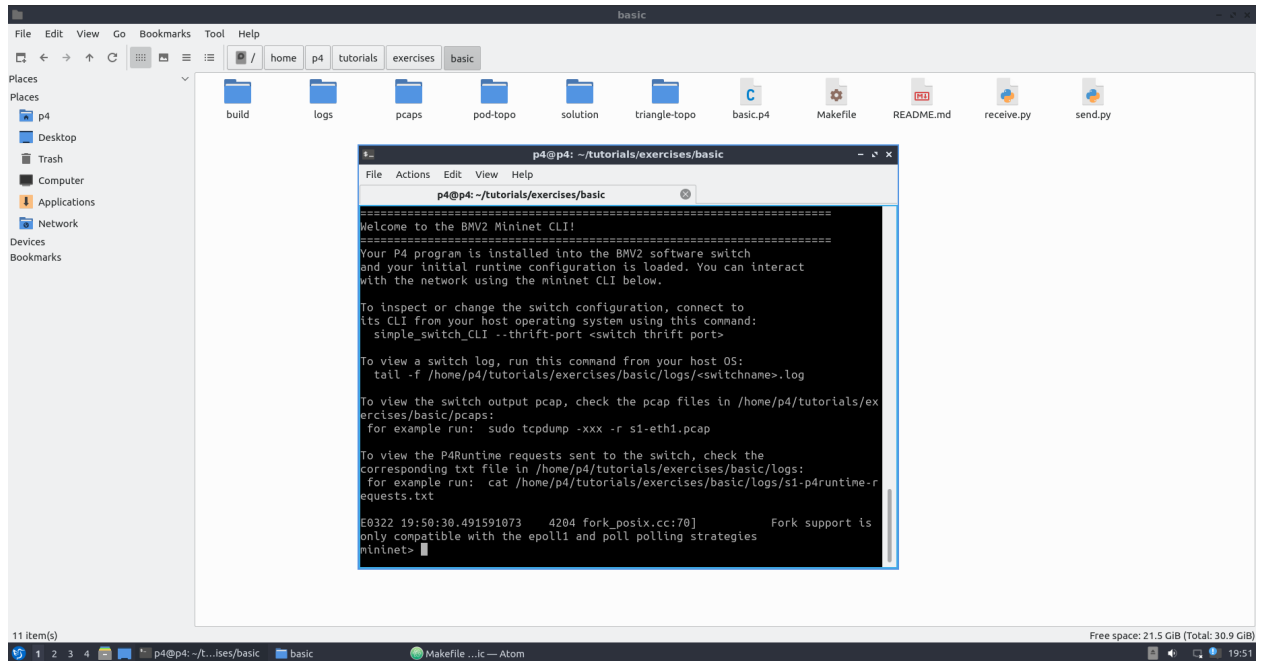 basic
File Edit View Go Bookmarks Tool Help
/ home p4 tutorials exercises basic
Places
Places
p4
Desktop
Trash
Computer
Applications
Network
Devices
Bookmarks
build logs pcaps pod-topo solution triangle-topo basic.p4 Makefile README.md receive.py send.py
p4@p4: ~/tutorials/exercises/basic
File Actions Edit View Help
p4@p4: ~/tutorials/exercises/basic
======================================================================
Welcome to the BMV2 Mininet CLI!
======================================================================
Your P4 program is installed into the BMV2 software switch
and your initial runtime configuration is loaded. You can interact
with the network using the mininet CLI below.
To inspect or change the switch configuration, connect to
its CLI from your host operating system using this command:
simple_switch_CLI --thrift-port <switch thrift port>
To view a switch log, run this command from your host OS:
tail -f /home/p4/tutorials/exercises/basic/logs/<switchname>.log
To view the switch output pcap, check the pcap files in /home/p4/tutorials/ex
ercises/basic/pcaps:
for example run:  sudo tcpdump -xxx -r s1-eth1.pcap
To view the P4Runtime requests sent to the switch, check the
corresponding txt file in /home/p4/tutorials/exercises/basic/logs:
for example run:  cat /home/p4/tutorials/exercises/basic/logs/s1-p4runtime-r
equests.txt
E0322 19:50:30.491591073    4204 fork_posix.cc:70]           Fork support is
only compatible with the epoll1 and poll polling strategies
mininet>
11 item(s)
Free space: 21.5 GiB (Total: 30.9 GiB)
1 2 3 4 p4@p4: ~/t...ises/basic basic Makefile ...ic — Atom 19:51